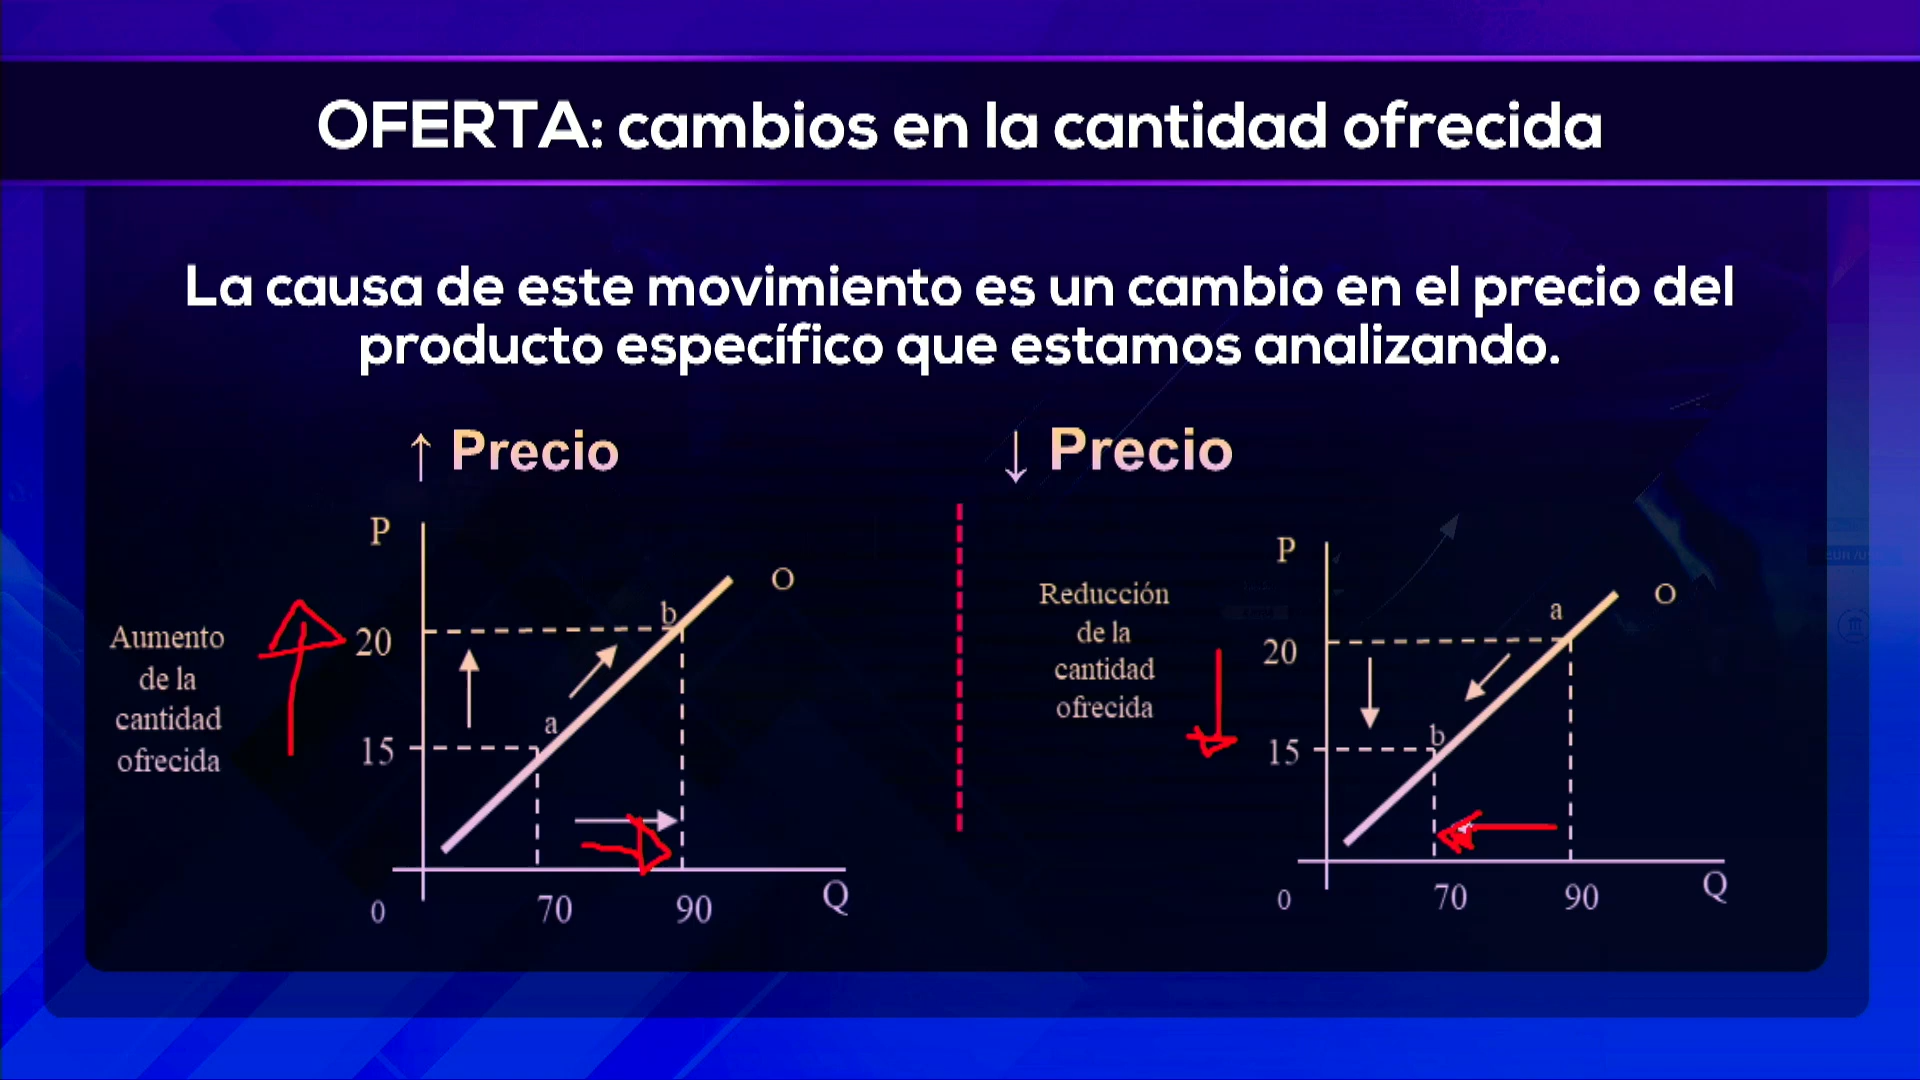 OFERTA: cambios en la cantidad ofrecida
La causa de este movimiento es un cambio en el precio del
producto específico que estamos analizando.
↑ Precio
↓ Precio
Aumento
de la
cantidad
ofrecida
P
O
b
20
a
15
0
70
90
Q
Reducción
de la
cantidad
ofrecida
P
O
a
20
b
15
0
70
90
Q